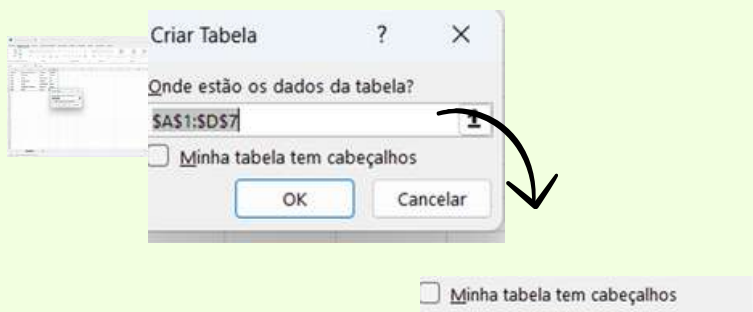 Criar Tabela ? ×
Onde estão os dados da tabela?
$A$1:$D$7
Minha tabela tem cabeçalhos
OK Cancelar
Minha tabela tem cabeçalhos